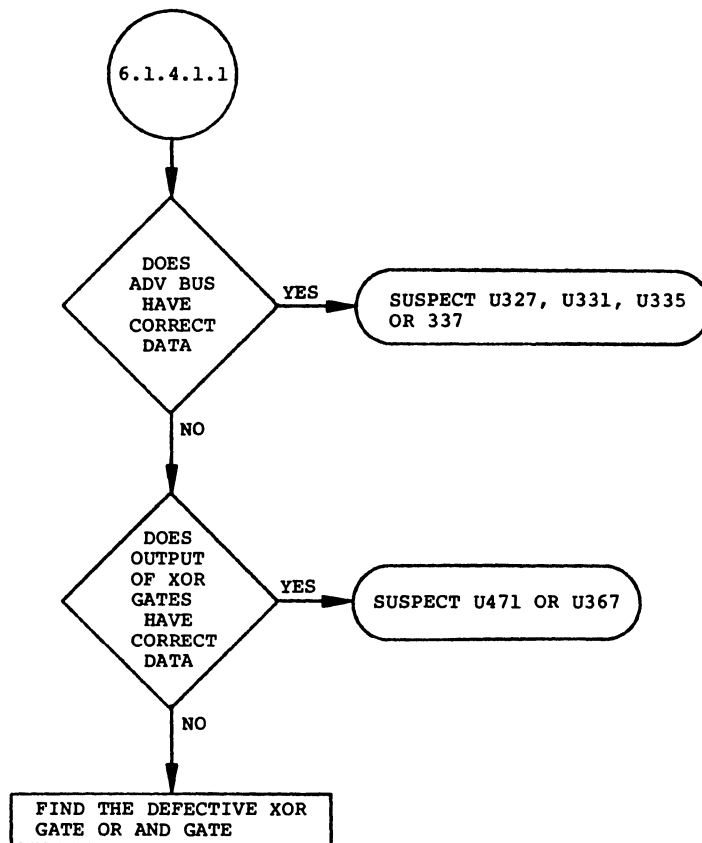 6.1.4.1.1
DOES
ADV BUS
HAVE
CORRECT
DATA
YES
SUSPECT U327, U331, U335
OR 337
NO
DOES
OUTPUT
OF XOR
GATES
HAVE
CORRECT
DATA
YES
SUSPECT U471 OR U367
NO
FIND THE DEFECTIVE XOR
GATE OR AND GATE